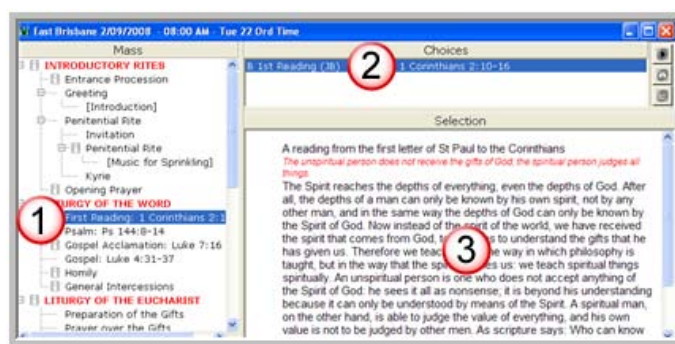 East Brisbane 2/09/2008 - 08:00 AM - Tue 22 Ord Time
Mass
INTRODUCTORY RITES
Entrance Procession
Greeting
[Introduction]
Penitential Rite
Invitation
Penitential Rite
[Music for Sprinkling]
Kyrie
Opening Prayer
LITURGY OF THE WORD
First Reading: 1 Corinthians 2:1
Psalm: Ps 144:8-14
Gospel Acclamation: Luke 7:16
Gospel: Luke 4:31-37
Homily
General Intercessions
LITURGY OF THE EUCHARIST
Preparation of the Gifts
Prayer over the Gifts
1
Choices
1st Reading (JB) 1 Corinthians 2:10-16
2
Selection
A reading from the first letter of St Paul to the Corinthians
The unspiritual person does not receive the gifts of God: the spiritual person judges all
things.
The Spirit reaches the depths of everything, even the depths of God. After
all, the depths of a man can only be known by his own spirit, not by any
other man, and in the same way the depths of God can only be known by
the Spirit of God. Now instead of the spirit of the world, we have received
the spirit that comes from God, to understand the gifts that he
has given us. Therefore we teach way in which philosophy is
taught, but in the way that the us: we teach spiritual things
spiritually. An unspiritual person is one who does not accept anything of
the Spirit of God: he sees it all as nonsense, it is beyond his understanding
because it can only be understood by means of the Spirit. A spiritual man,
on the other hand, is able to judge the value of everything, and his own
value is not to be judged by other men. As scripture says: Who can know
3